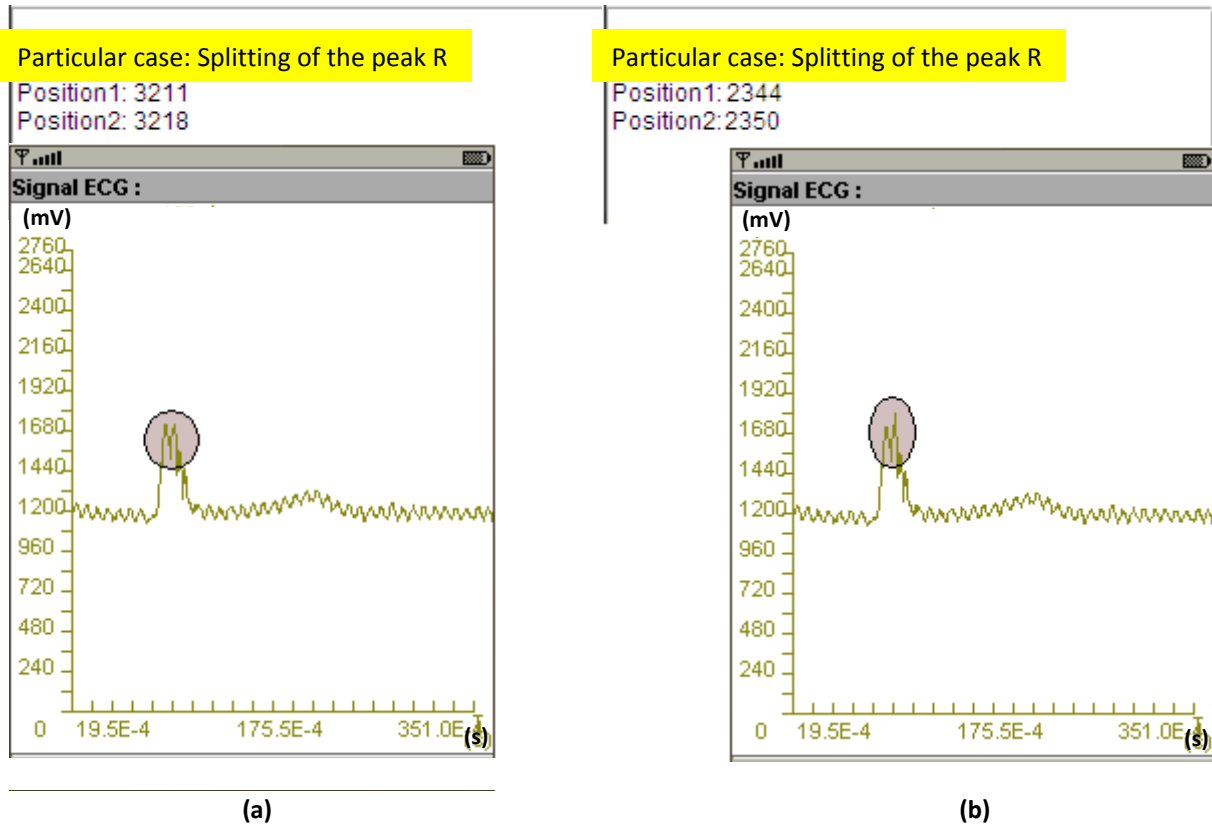 Particular case: Splitting of the peak R
Position1: 3211
Position2: 3218
Signal ECG :
(mV)
2760
2640
2400
2160
1920
1680
1440
1200
960
720
480
240
0 19.5E-4 175.5E-4 351.0E
(s)
(a)
Particular case: Splitting of the peak R
Position1:2344
Position2:2350
Signal ECG :
(mV)
2760
2640
2400
2160
1920
1680
1440
1200
960
720
480
240
0 19.5E-4 175.5E-4 351.0E
(s)
(b)